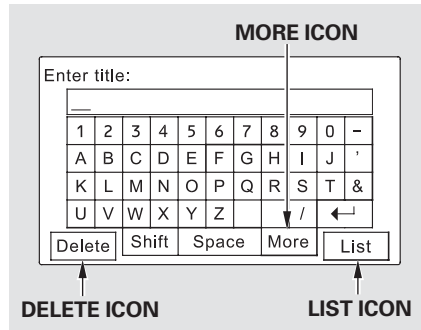 MORE ICON
Enter title:
_
1 2 3 4 5 6 7 8 9 0 –
A B C D E F G H I J ’
K L M N O P Q R S T &
U V W X Y Z / ↵
Delete Shift Space More List
DELETE ICON LIST ICON